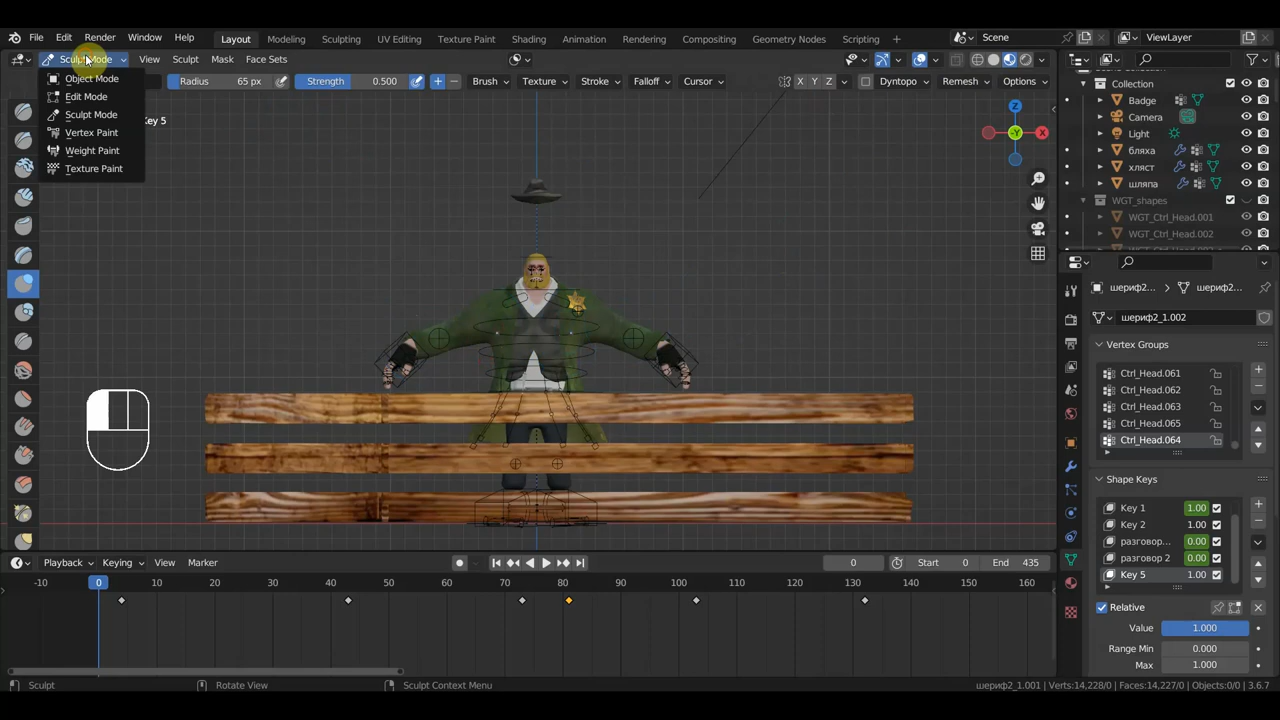 File Edit Render Window Help Layout Modeling Sculpting UV Editing Texture Paint Shading Animation Rendering Compositing Geometry Nodes Scripting Scene ViewLayer
Sculpt Mode View Sculpt Mask Face Sets
Radius 65 px Strength 0.500 Brush Texture Stroke Falloff Cursor X Y Z Dyntopo Remesh Options
Object Mode
Edit Mode
Sculpt Mode
Vertex Paint
Weight Paint
Texture Paint
Key 5
Z
X
-Y
Collection
Badge
Camera
Light
бляха
хляст
шляпа
WGT_shapes
WGT_Ctrl_Head.001
WGT_Ctrl_Head.002
шериф2... шериф2...
шериф2_1.002
Vertex Groups
Ctrl_Head.061
Ctrl_Head.062
Ctrl_Head.063
Ctrl_Head.065
Ctrl_Head.064
Shape Keys
Key 1 1.00
Key 2 1.00
разговор... 0.00
разговор 2 0.00
Key 5 1.00
Relative
Value 1.000
Range Min 0.000
Max 1.000
Playback Keying View Marker 0 Start 0 End 435
-10 0 10 20 30 40 50 60 70 80 90 100 110 120 130 140 150 160
Sculpt Rotate View Sculpt Context Menu шериф2_1.001 | Verts:14,228/0 | Faces:14,227/0 | Objects:0/0 | 3.6.7